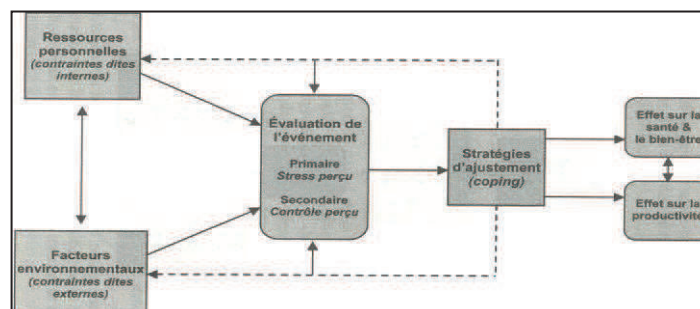 Ressources
personnelles
(contraintes dites
internes)
Évaluation de
l'événement
Primaire
Stress perçu
Secondaire
Contrôle perçu
Facteurs
environnementaux
(contraintes dites
externes)
Stratégies
d'ajustement
(coping)
Effet sur la
santé &
le bien-être
Effet sur la
productivité